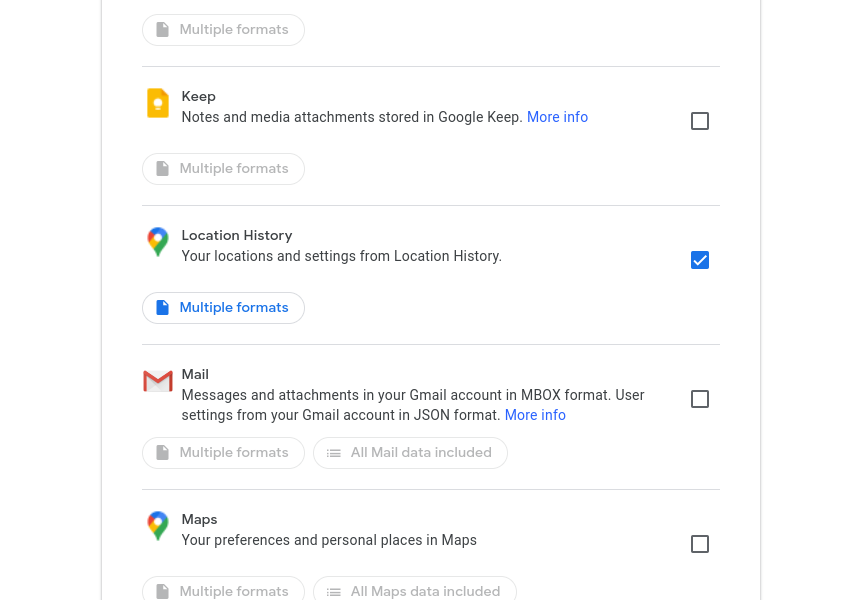 Multiple formats
Keep
Notes and media attachments stored in Google Keep. More info
Multiple formats
Location History
Your locations and settings from Location History.
Multiple formats
Mail
Messages and attachments in your Gmail account in MBOX format. User
settings from your Gmail account in JSON format. More info
Multiple formats All Mail data included
Maps
Your preferences and personal places in Maps
Multiple formats All Maps data included